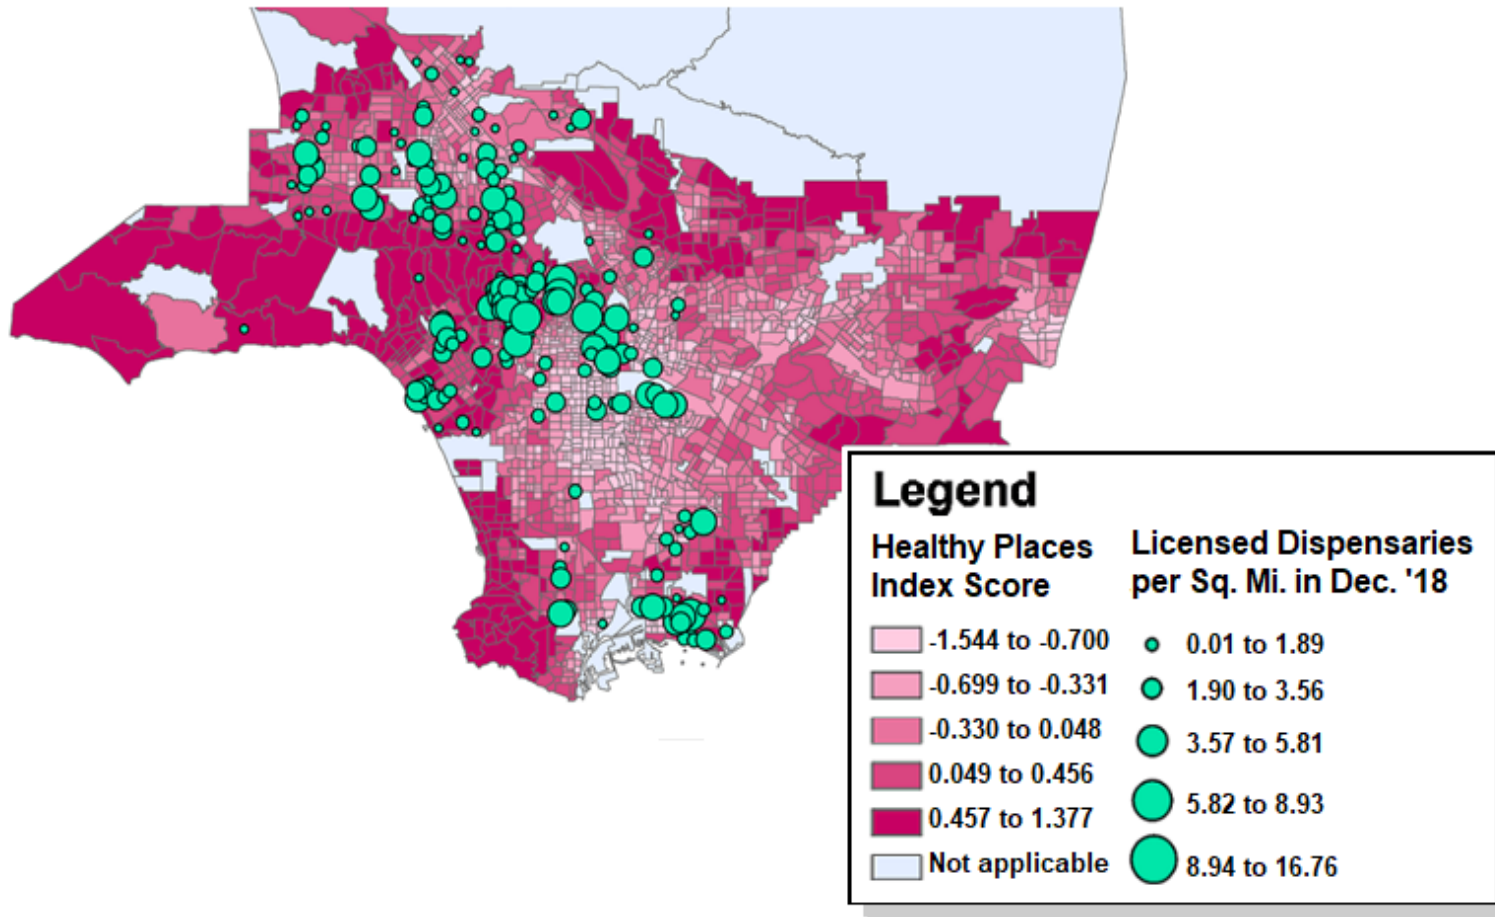 Legend
Healthy Places
Index Score
-1.544 to -0.700
-0.699 to -0.331
-0.330 to 0.048
0.049 to 0.456
0.457 to 1.377
Not applicable
Licensed Dispensaries
per Sq. Mi. in Dec. '18
0.01 to 1.89
1.90 to 3.56
3.57 to 5.81
5.82 to 8.93
8.94 to 16.76